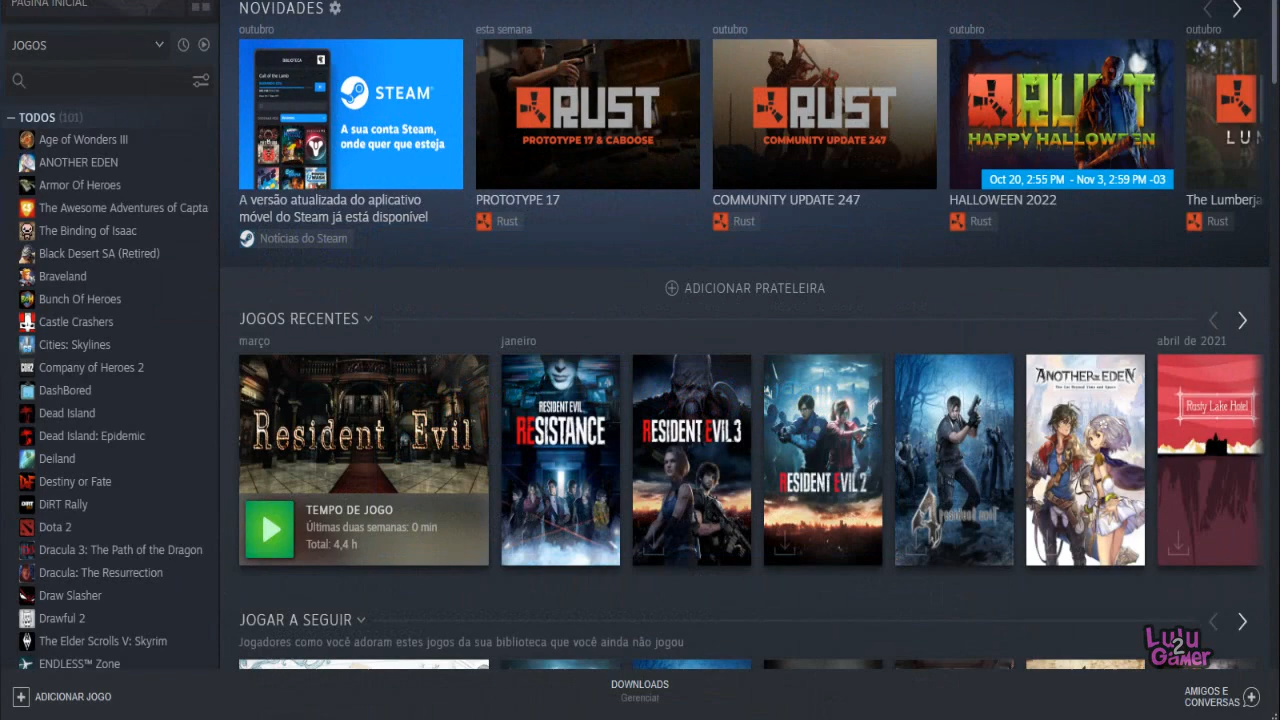 PÁGINA INICIAL
JOGOS
TODOS (101)
Age of Wonders III
ANOTHER EDEN
Armor Of Heroes
The Awesome Adventures of Capta
The Binding of Isaac
Black Desert SA (Retired)
Braveland
Bunch Of Heroes
Castle Crashers
Cities: Skylines
Company of Heroes 2
DashBored
Dead Island
Dead Island: Epidemic
Deiland
Destiny or Fate
DiRT Rally
Dota 2
Dracula 3: The Path of the Dragon
Dracula: The Resurrection
Draw Slasher
Drawful 2
The Elder Scrolls V: Skyrim
ENDLESS™ Zone
ADICIONAR JOGO
NOVIDADES
outubro
BIBLIOTECA
STEAM
A sua conta Steam,
onde quer que esteja
A versão atualizada do aplicativo
móvel do Steam já está disponível
Notícias do Steam
esta semana
RUST
PROTOTYPE 17 & CABOOSE
PROTOTYPE 17
Rust
outubro
RUST
COMMUNITY UPDATE 247
COMMUNITY UPDATE 247
Rust
outubro
RUST
HAPPY HALLOWEEN
Oct 20, 2:55 PM - Nov 3, 2:59 PM -03
HALLOWEEN 2022
Rust
outubro
LU
The Lumberja
Rust
ADICIONAR PRATELEIRA
JOGOS RECENTES
março
Resident Evil
TEMPO DE JOGO
Últimas duas semanas: 0 min
Total: 4,4 h
janeiro
RESIDENT EVIL
RESISTANCE
RESIDENT EVIL 3
RESIDENT EVIL 2
resident evil 4
ANOTHER EDEN
abril de 2021
Rusty Lake Hotel
JOGAR A SEGUIR
Jogadores como você adoram estes jogos da sua biblioteca que você ainda não jogou
Lulu
2
Gamer
DOWNLOADS
Gerenciar
AMIGOS E
CONVERSAS